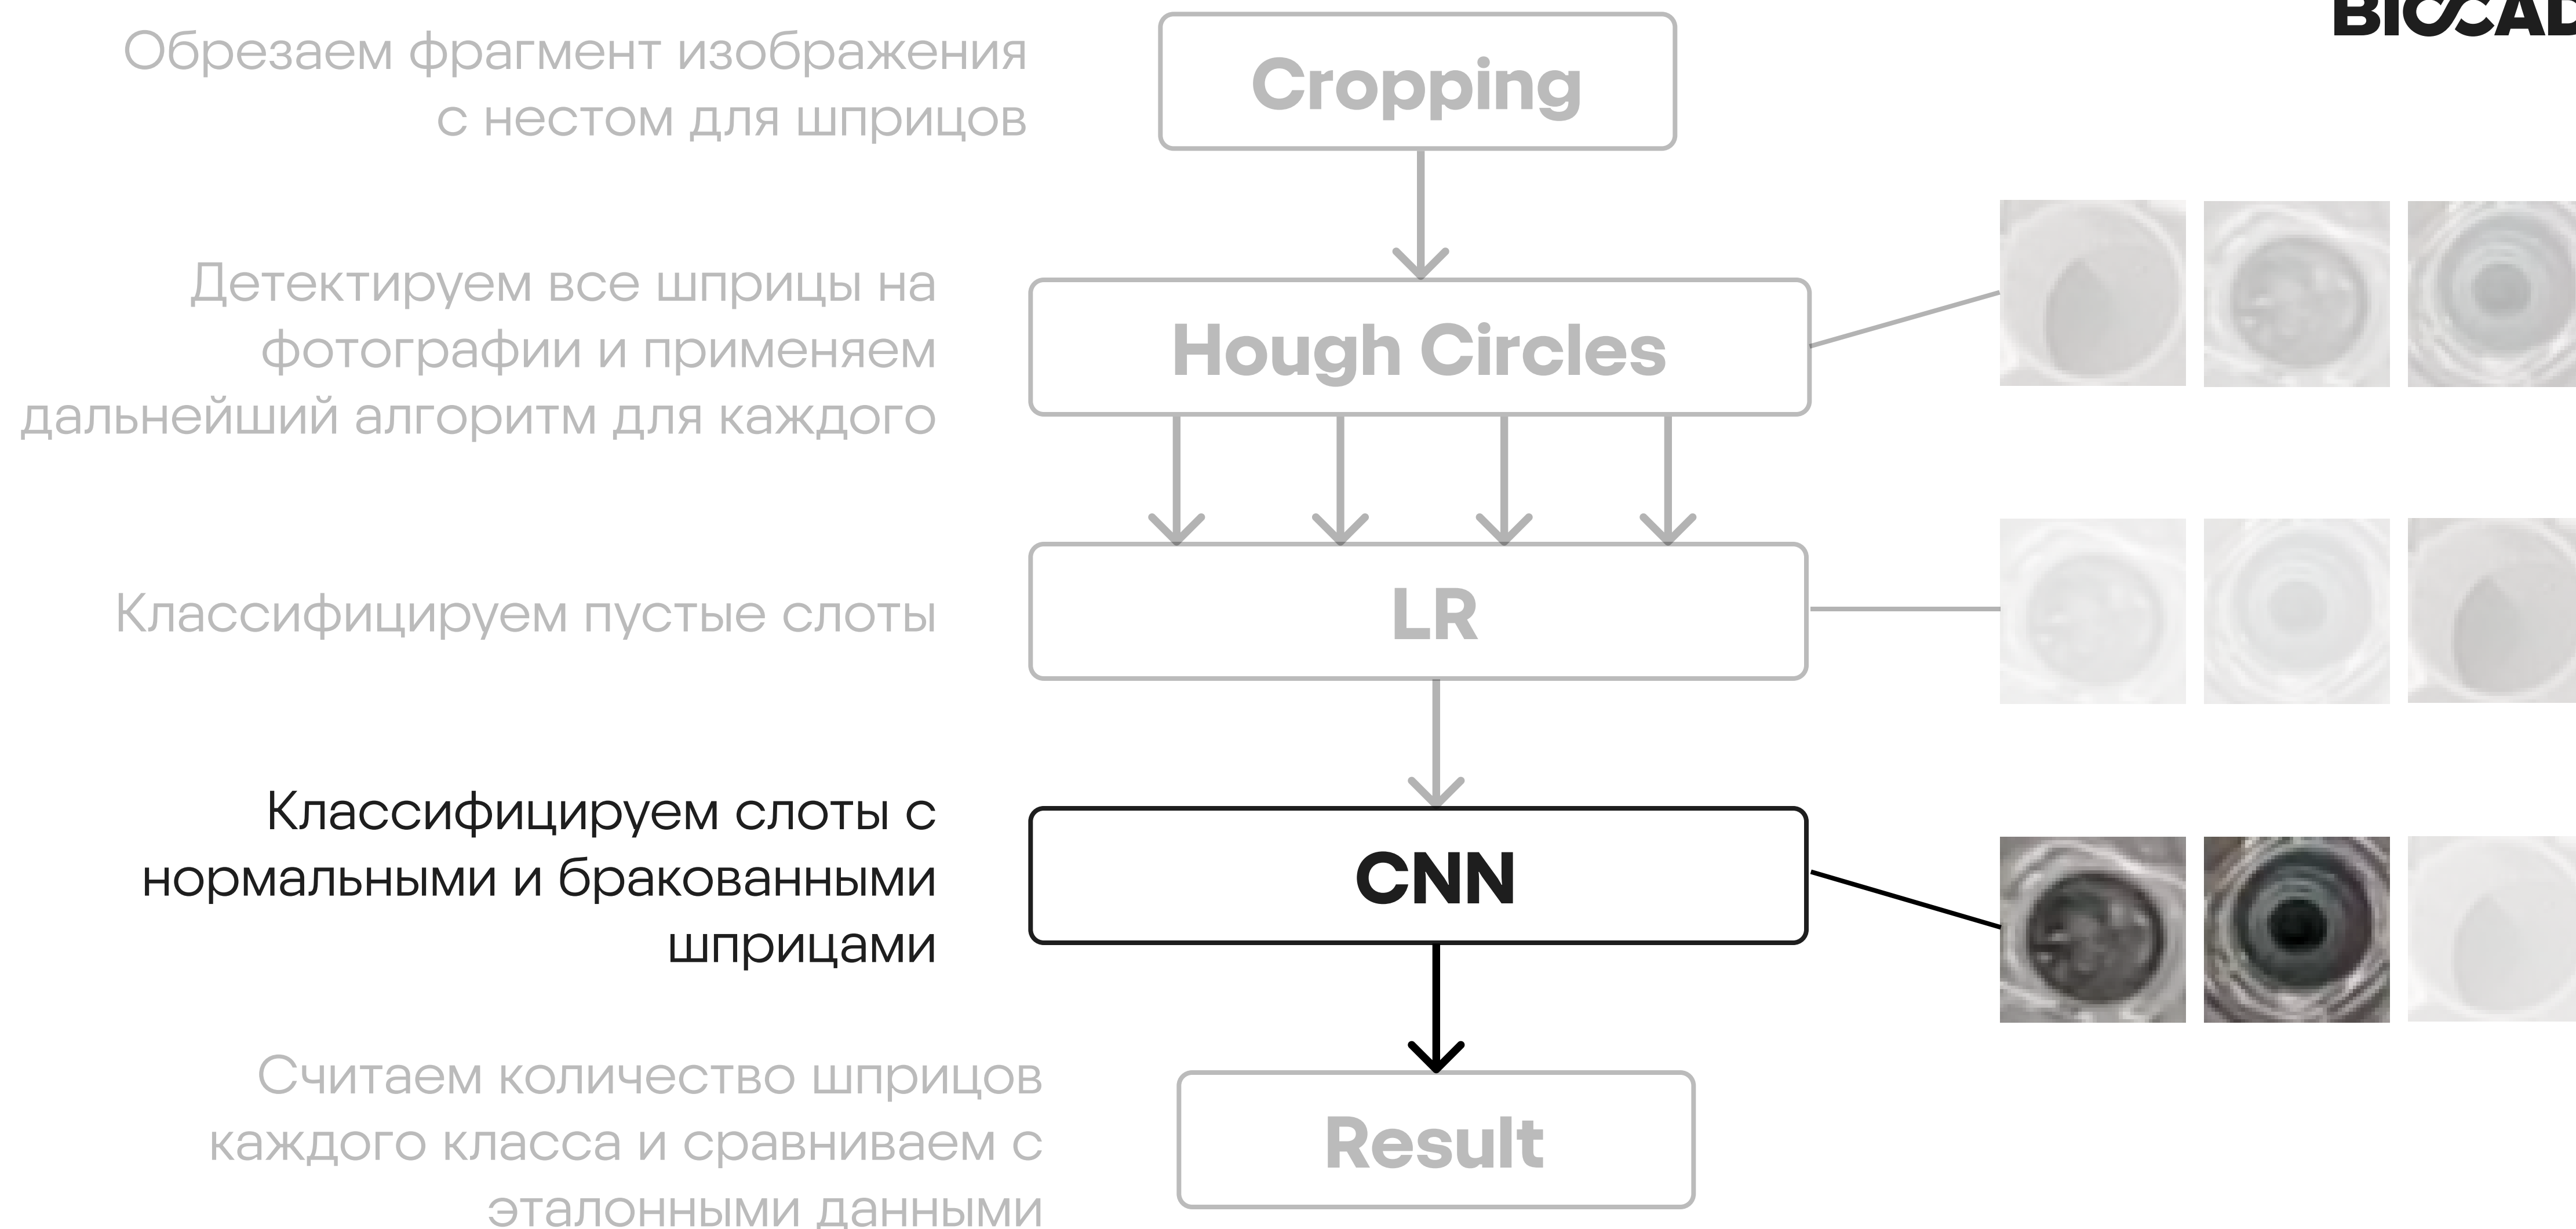 BIOCAD
Обрезаем фрагмент изображения
с нестом для шприцов
Cropping
Детектируем все шприцы на
фотографии и применяем
дальнейший алгоритм для каждого
Hough Circles
Классифицируем пустые слоты
LR
Классифицируем слоты с
нормальными и бракованными
шприцами
CNN
Считаем количество шприцов
каждого класса и сравниваем с
эталонными данными
Result